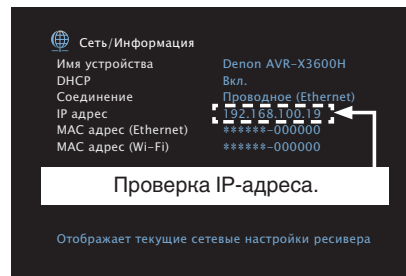 Сеть/Информация
Имя устройства Denon AVR-X3600H
DHCP Вкл.
Соединение Проводное (Ethernet)
IP адрес 192.168.100.19
MAC адрес (Ethernet) ******-000000
MAC адрес (Wi-Fi) ******-000000
Проверка IP-адреса.
Отображает текущие сетевые настройки ресивера